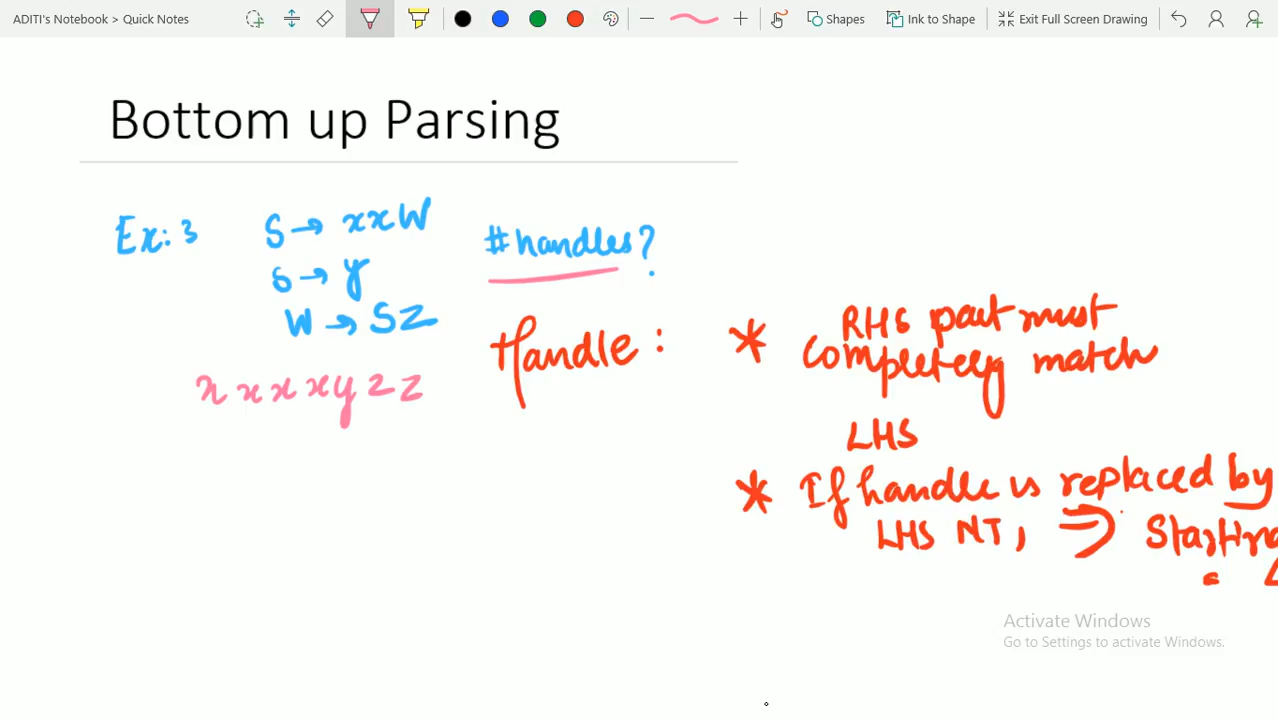 ADITI's Notebook > Quick Notes
Shapes
Ink to Shape
Exit Full Screen Drawing
Bottom up Parsing
Ex: 3 S → xxW #handles?
S → y
W → SZ
Handle : * RHS part must
completely match
x x x x y z z
LHS
* If handle is replaced by
LHS NT, ⇒ Starting
Activate Windows
Go to Settings to activate Windows.